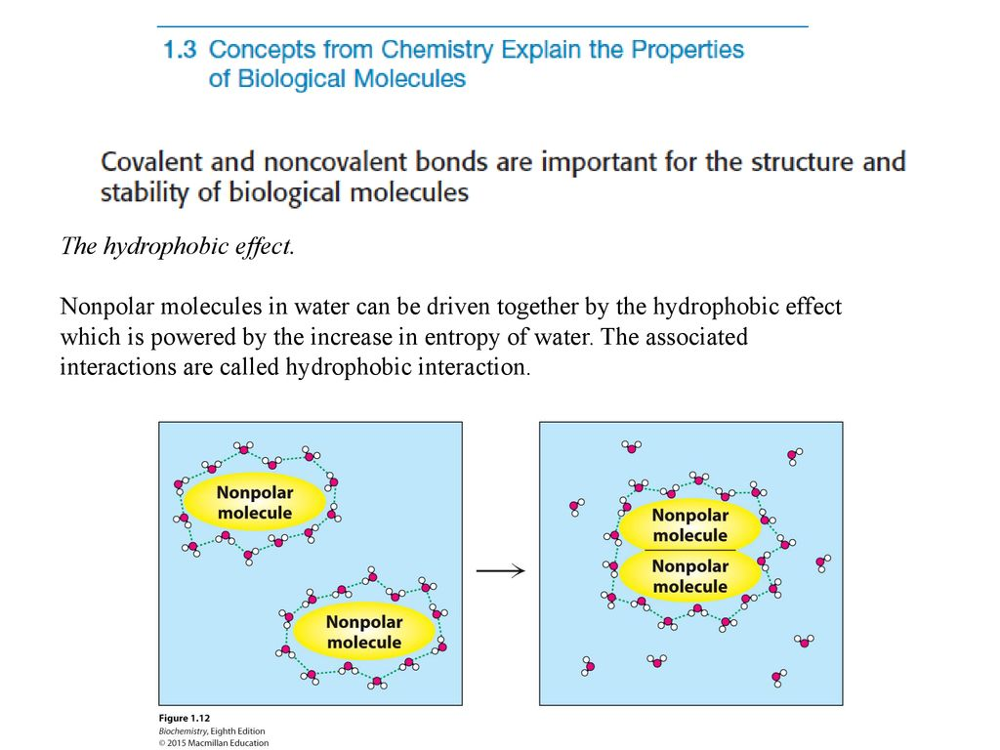 1.3 Concepts from Chemistry Explain the Properties
of Biological Molecules
Covalent and noncovalent bonds are important for the structure and
stability of biological molecules
The hydrophobic effect.
Nonpolar molecules in water can be driven together by the hydrophobic effect
which is powered by the increase in entropy of water. The associated
interactions are called hydrophobic interaction.
Nonpolar
molecule
Nonpolar
molecule
Nonpolar
molecule
Nonpolar
molecule
Figure 1.12
Biochemistry, Eighth Edition
© 2015 Macmillan Education